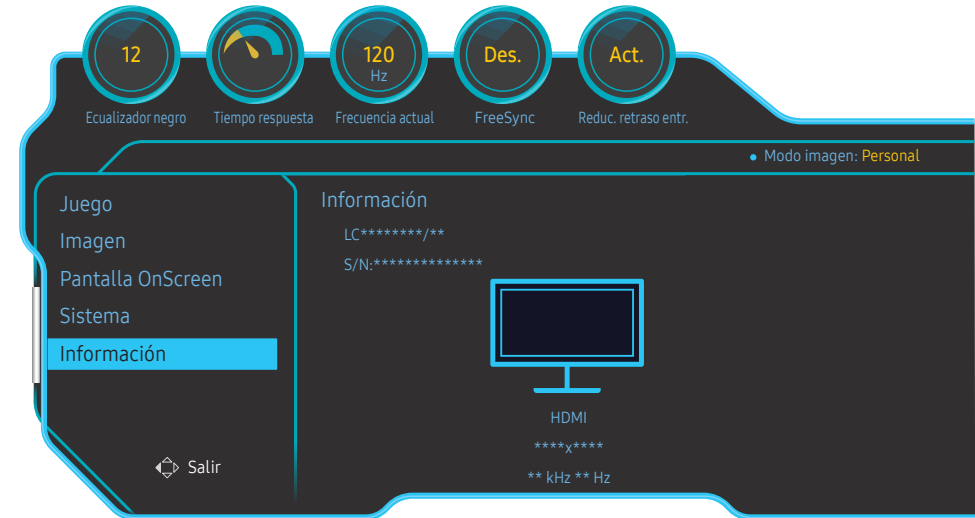 12
120
Hz
Des.
Act.
Ecualizador negro
Tiempo respuesta
Frecuencia actual
FreeSync
Reduc. retraso entr.
Modo imagen: Personal
Juego
Imagen
Pantalla OnScreen
Sistema
Información
Salir
Información
LC********/**
S/N:**************
HDMI
****x****
** kHz ** Hz